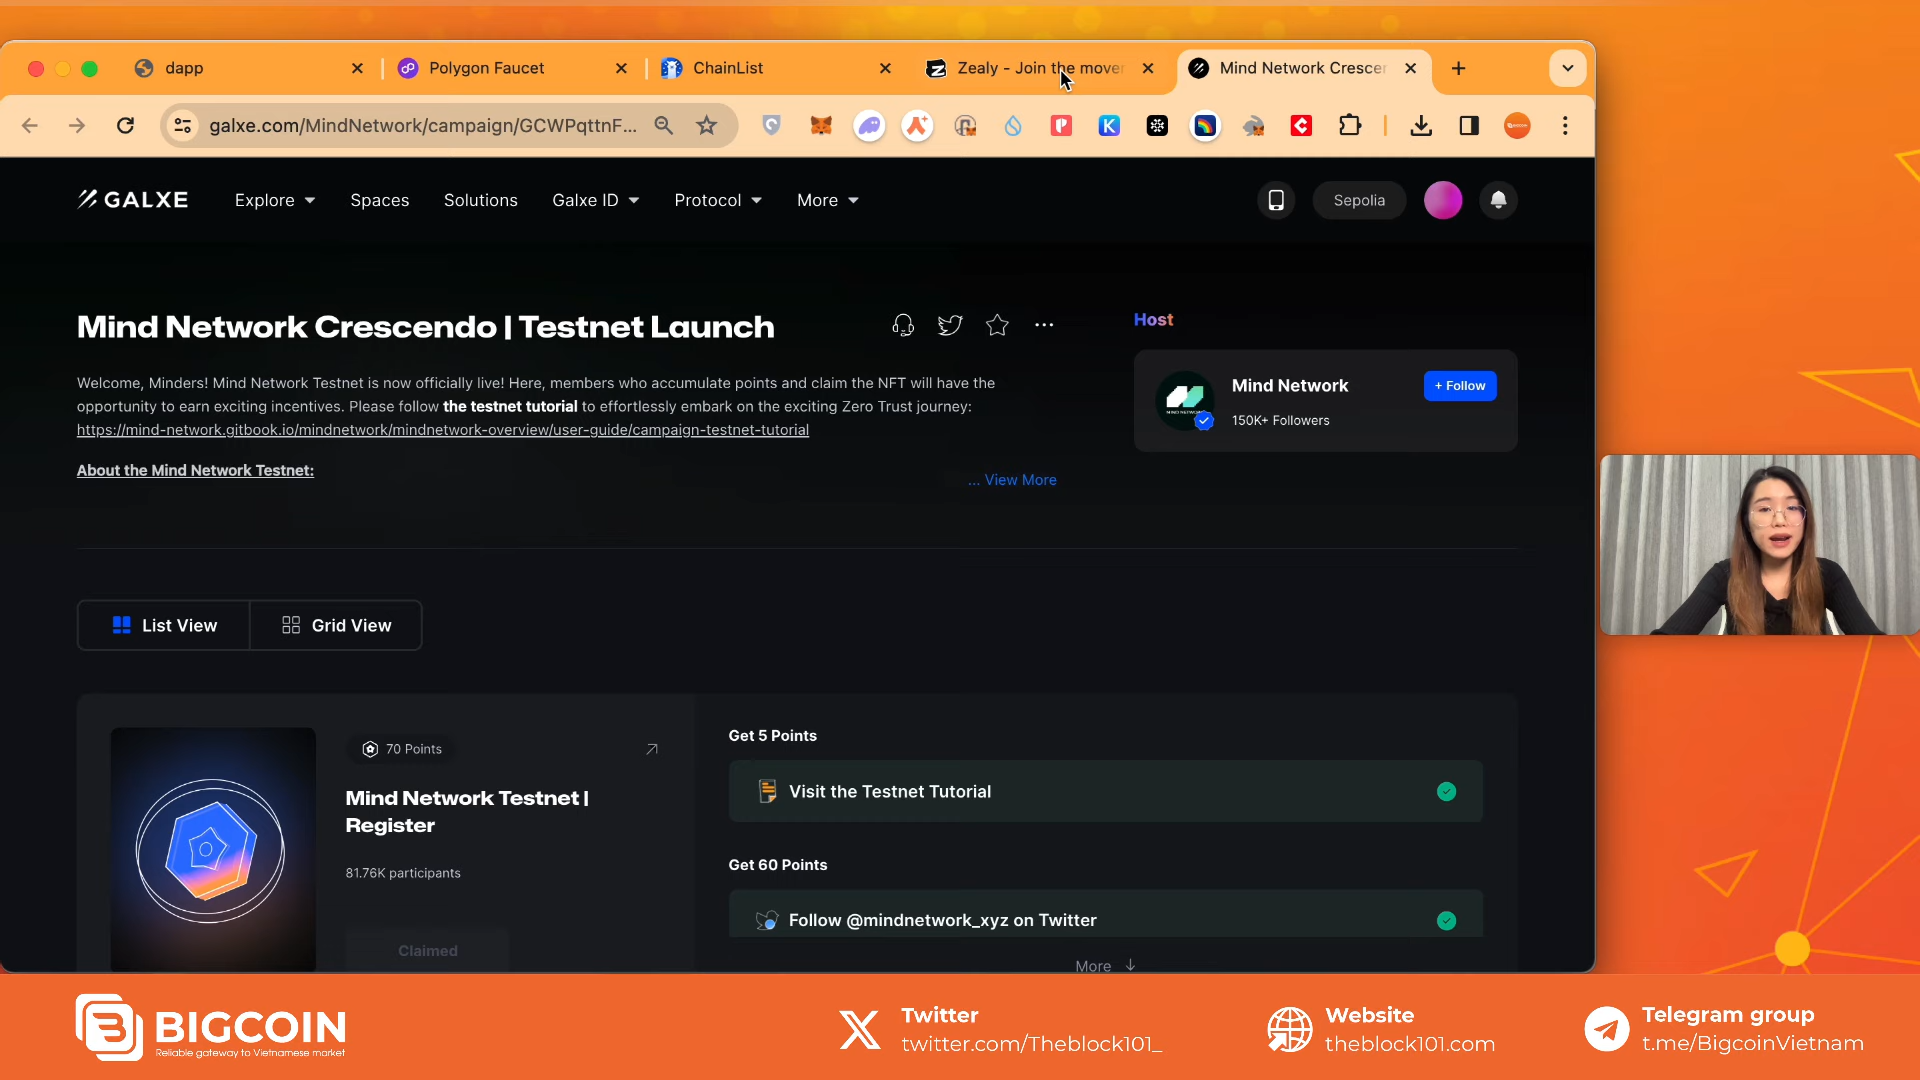 dapp
Polygon Faucet
ChainList
Zealy - Join the mover
Mind Network Crescen
galxe.com/MindNetwork/campaign/GCWPqttnF...
GALXE
Explore
Spaces
Solutions
Galxe ID
Protocol
More
Sepolia
Mind Network Crescendo | Testnet Launch
Welcome, Minders! Mind Network Testnet is now officially live! Here, members who accumulate points and claim the NFT will have the
opportunity to earn exciting incentives. Please follow the testnet tutorial to effortlessly embark on the exciting Zero Trust journey:
https://mind-network.gitbook.io/mindnetwork/mindnetwork-overview/user-guide/campaign-testnet-tutorial
About the Mind Network Testnet:
... View More
Host
MIND NETWORK
Mind Network
+ Follow
150K+ Followers
List View
Grid View
70 Points
Mind Network Testnet |
Register
81.76K participants
Claimed
Get 5 Points
Visit the Testnet Tutorial
Get 60 Points
Follow @mindnetwork_xyz on Twitter
More
BIGCOIN
Reliable gateway to Vietnamese market
Twitter
twitter.com/Theblock101_
Website
theblock101.com
Telegram group
t.me/BigcoinVietnam